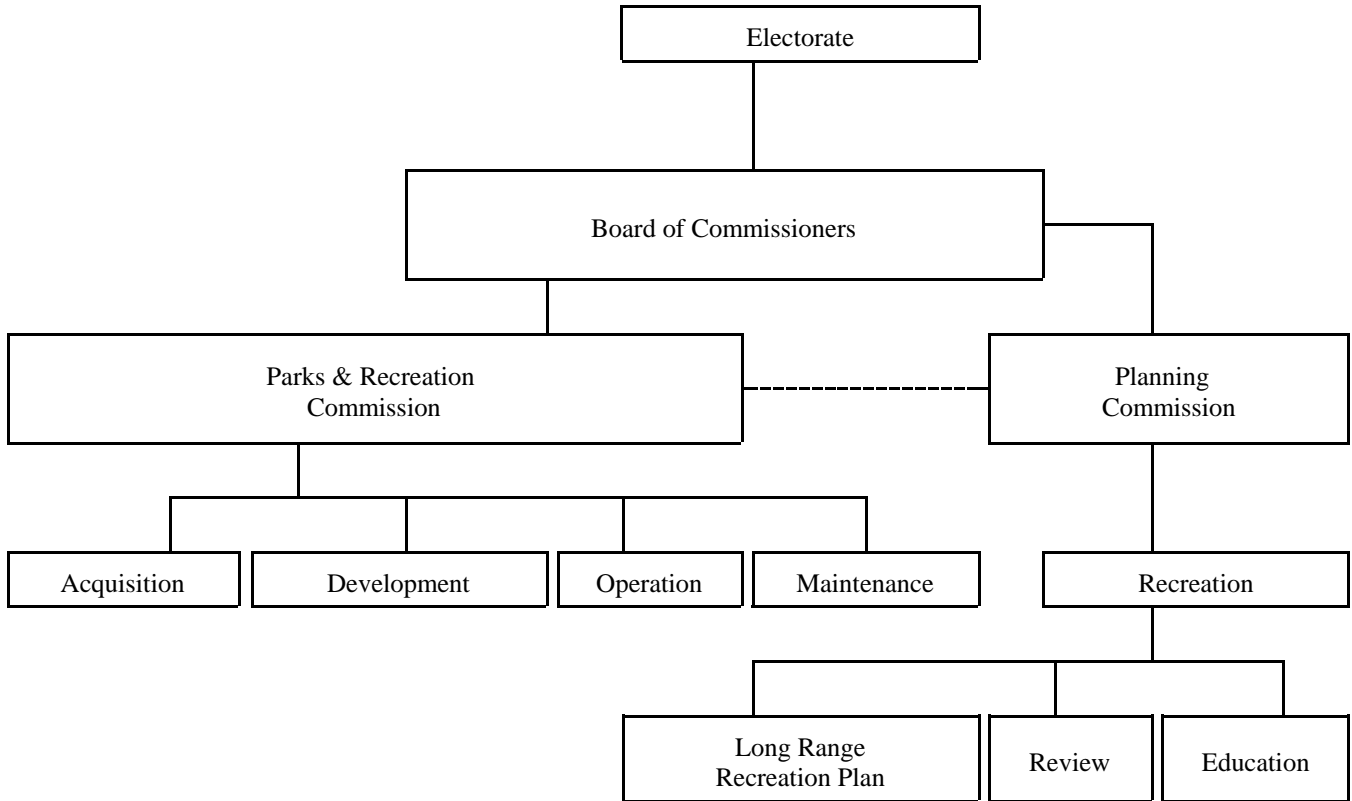 Electorate
Board of Commissioners
Parks & Recreation
Commission
Planning
Commission
Acquisition
Development
Operation
Maintenance
Recreation
Long Range
Recreation Plan
Review
Education